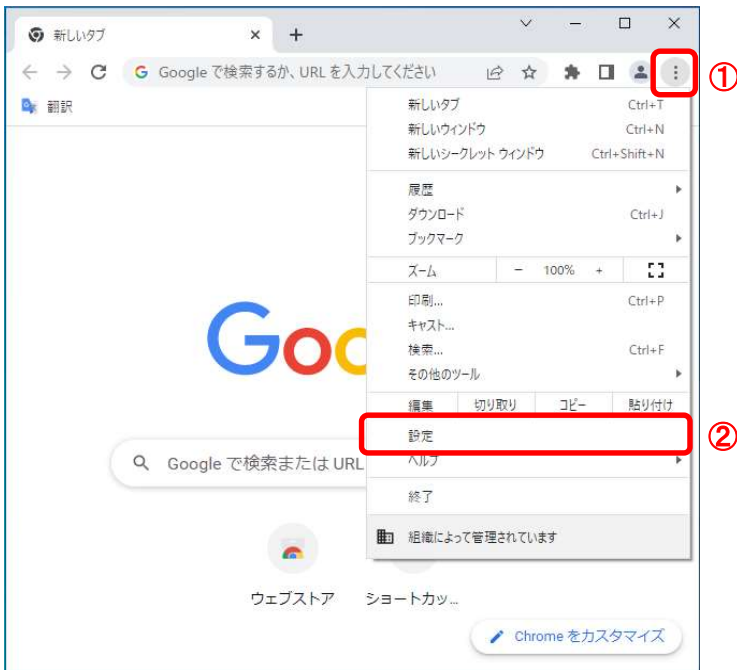 新しいタブ
Google で検索するか、URL を入力してください
①
翻訳
新しいタブ Ctrl+T
新しいウィンドウ Ctrl+N
新しいシークレット ウィンドウ Ctrl+Shift+N
履歴
ダウンロード Ctrl+J
ブックマーク
ズーム - 100% +
印刷... Ctrl+P
キャスト...
検索... Ctrl+F
その他のツール
編集 切り取り コピー 貼り付け
設定
②
ヘルプ
終了
組織によって管理されています
Goo
Google で検索または URL
ウェブストア
ショートカッ...
Chrome をカスタマイズ